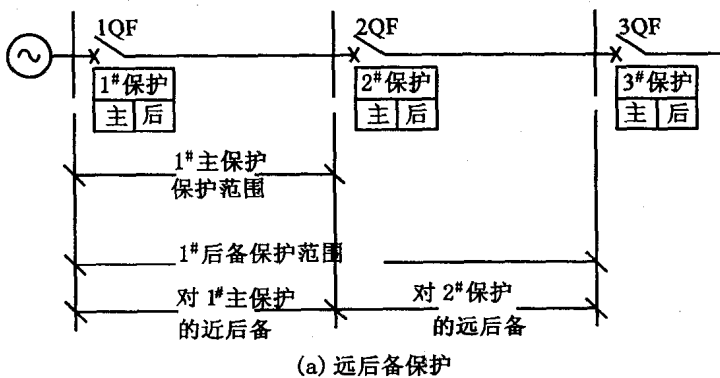 1QF
2QF
3QF
1#保护
主 后
2#保护
主 后
3#保护
主 后
1#主保护
保护范围
1#后备保护范围
对1#主保护
的近后备
对2#保护
的远后备
(a)远后备保护